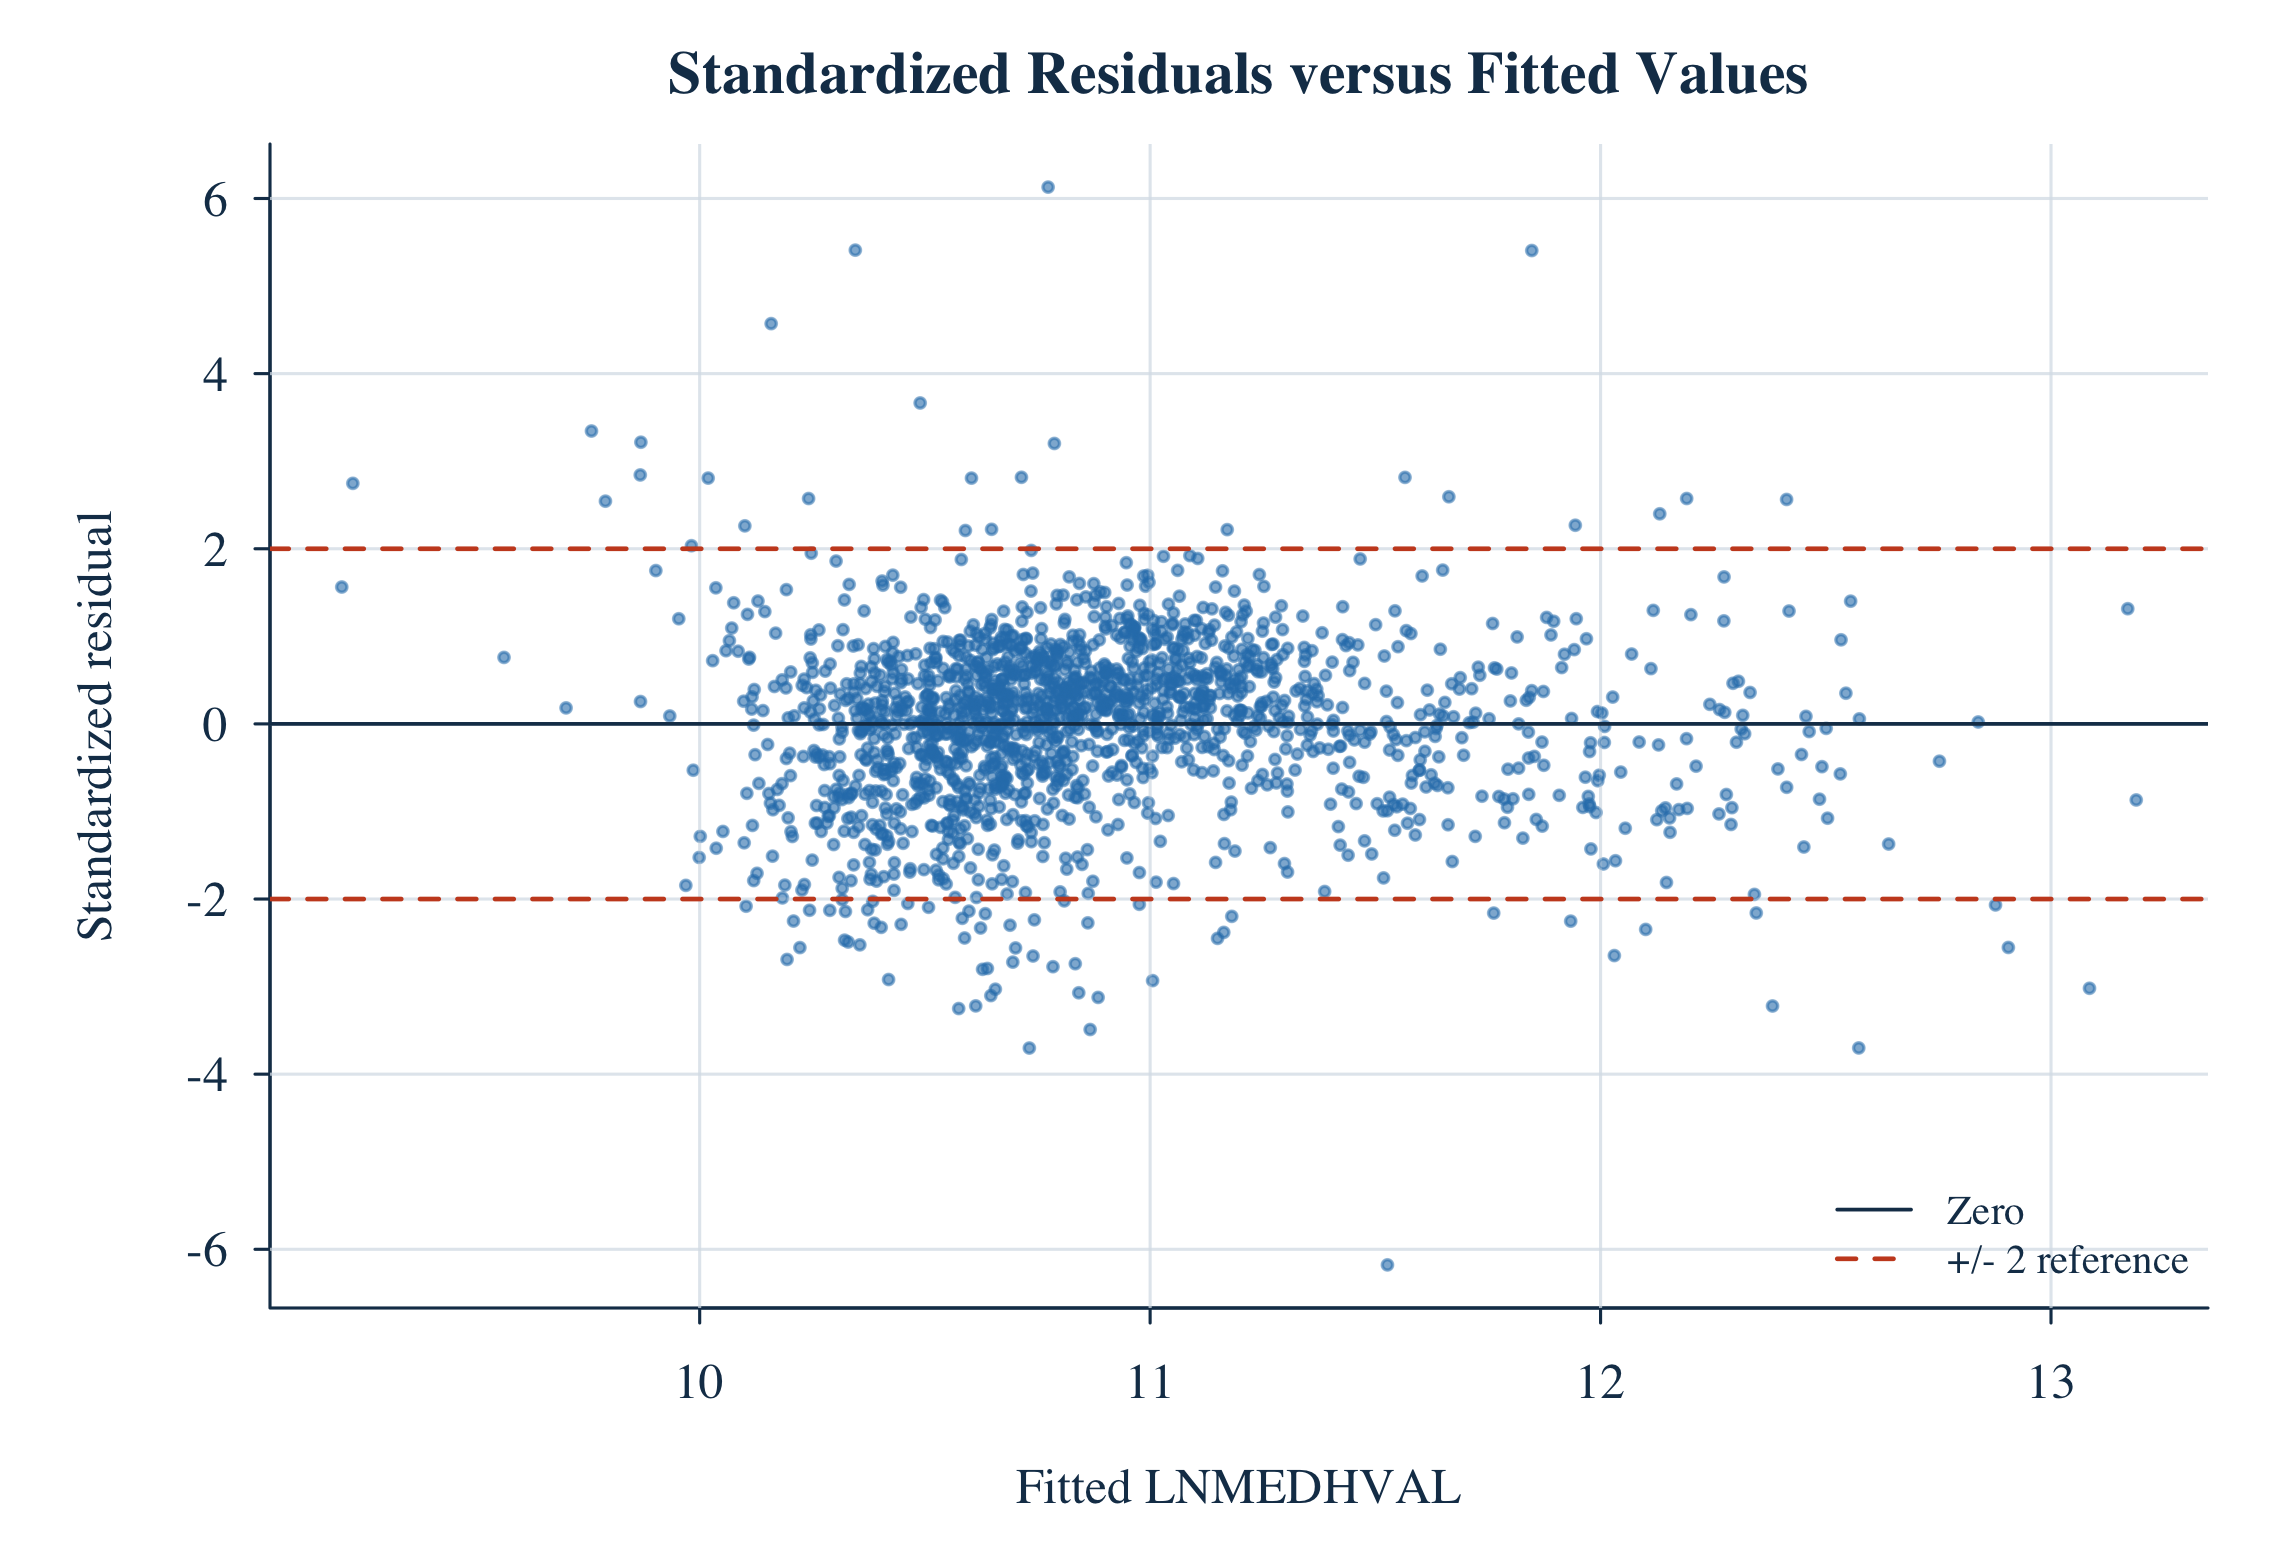 Standardized Residuals versus Fitted Values
Standardized residual
6
4
2
0
-2
-4
-6
Zero
+/- 2 reference
10 11 12 13
Fitted LNMEDHVAL